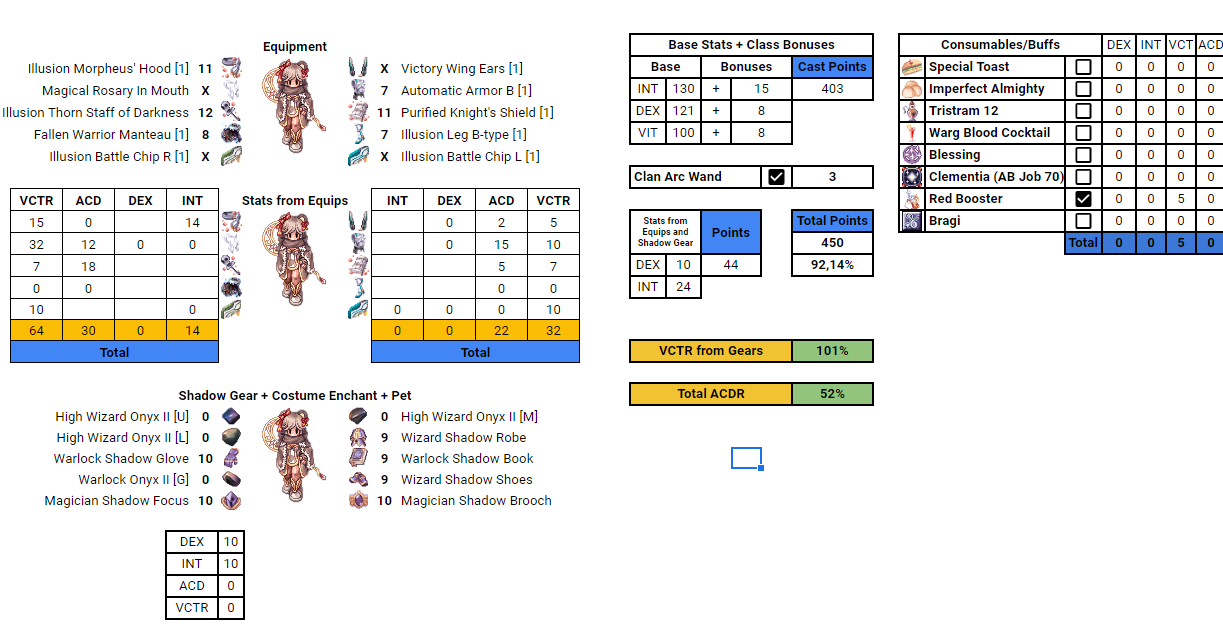 Equipment
Illusion Morpheus' Hood [1] 11 X Victory Wing Ears [1]
Magical Rosary In Mouth X 7 Automatic Armor B [1]
Illusion Thorn Staff of Darkness 12 11 Purified Knight's Shield [1]
Fallen Warrior Manteau [1] 8 7 Illusion Leg B-type [1]
Illusion Battle Chip R [1] X X Illusion Battle Chip L [1]
VCTR ACD DEX INT Stats from Equips INT DEX ACD VCTR
15 0 14 0 2 5
32 12 0 0 0 15 10
7 18 5 7
0 0 0 0
10 0 0 0 0 10
64 30 0 14 0 0 22 32
Total Total
Shadow Gear + Costume Enchant + Pet
High Wizard Onyx II [U] 0 0 High Wizard Onyx II [M]
High Wizard Onyx II [L] 0 9 Wizard Shadow Robe
Warlock Shadow Glove 10 9 Warlock Shadow Book
Warlock Onyx II [G] 0 9 Wizard Shadow Shoes
Magician Shadow Focus 10 10 Magician Shadow Brooch
DEX 10
INT 10
ACD 0
VCTR 0
Base Stats + Class Bonuses
Base Bonuses Cast Points
INT 130 + 15 403
DEX 121 + 8
VIT 100 + 8
Clan Arc Wand 3
Stats from
Equips and
Shadow Gear
Points
DEX 10 44
INT 24
Total Points
450
92,14%
VCTR from Gears 101%
Total ACDR 52%
Consumables/Buffs DEX INT VCT ACD
Special Toast 0 0 0 0
Imperfect Almighty 0 0 0 0
Tristram 12 0 0 0 0
Warg Blood Cocktail 0 0 0 0
Blessing 0 0 0 0
Clementia (AB Job 70) 0 0 0 0
Red Booster 0 0 5 0
Bragi 0 0 0 0
Total 0 0 5 0